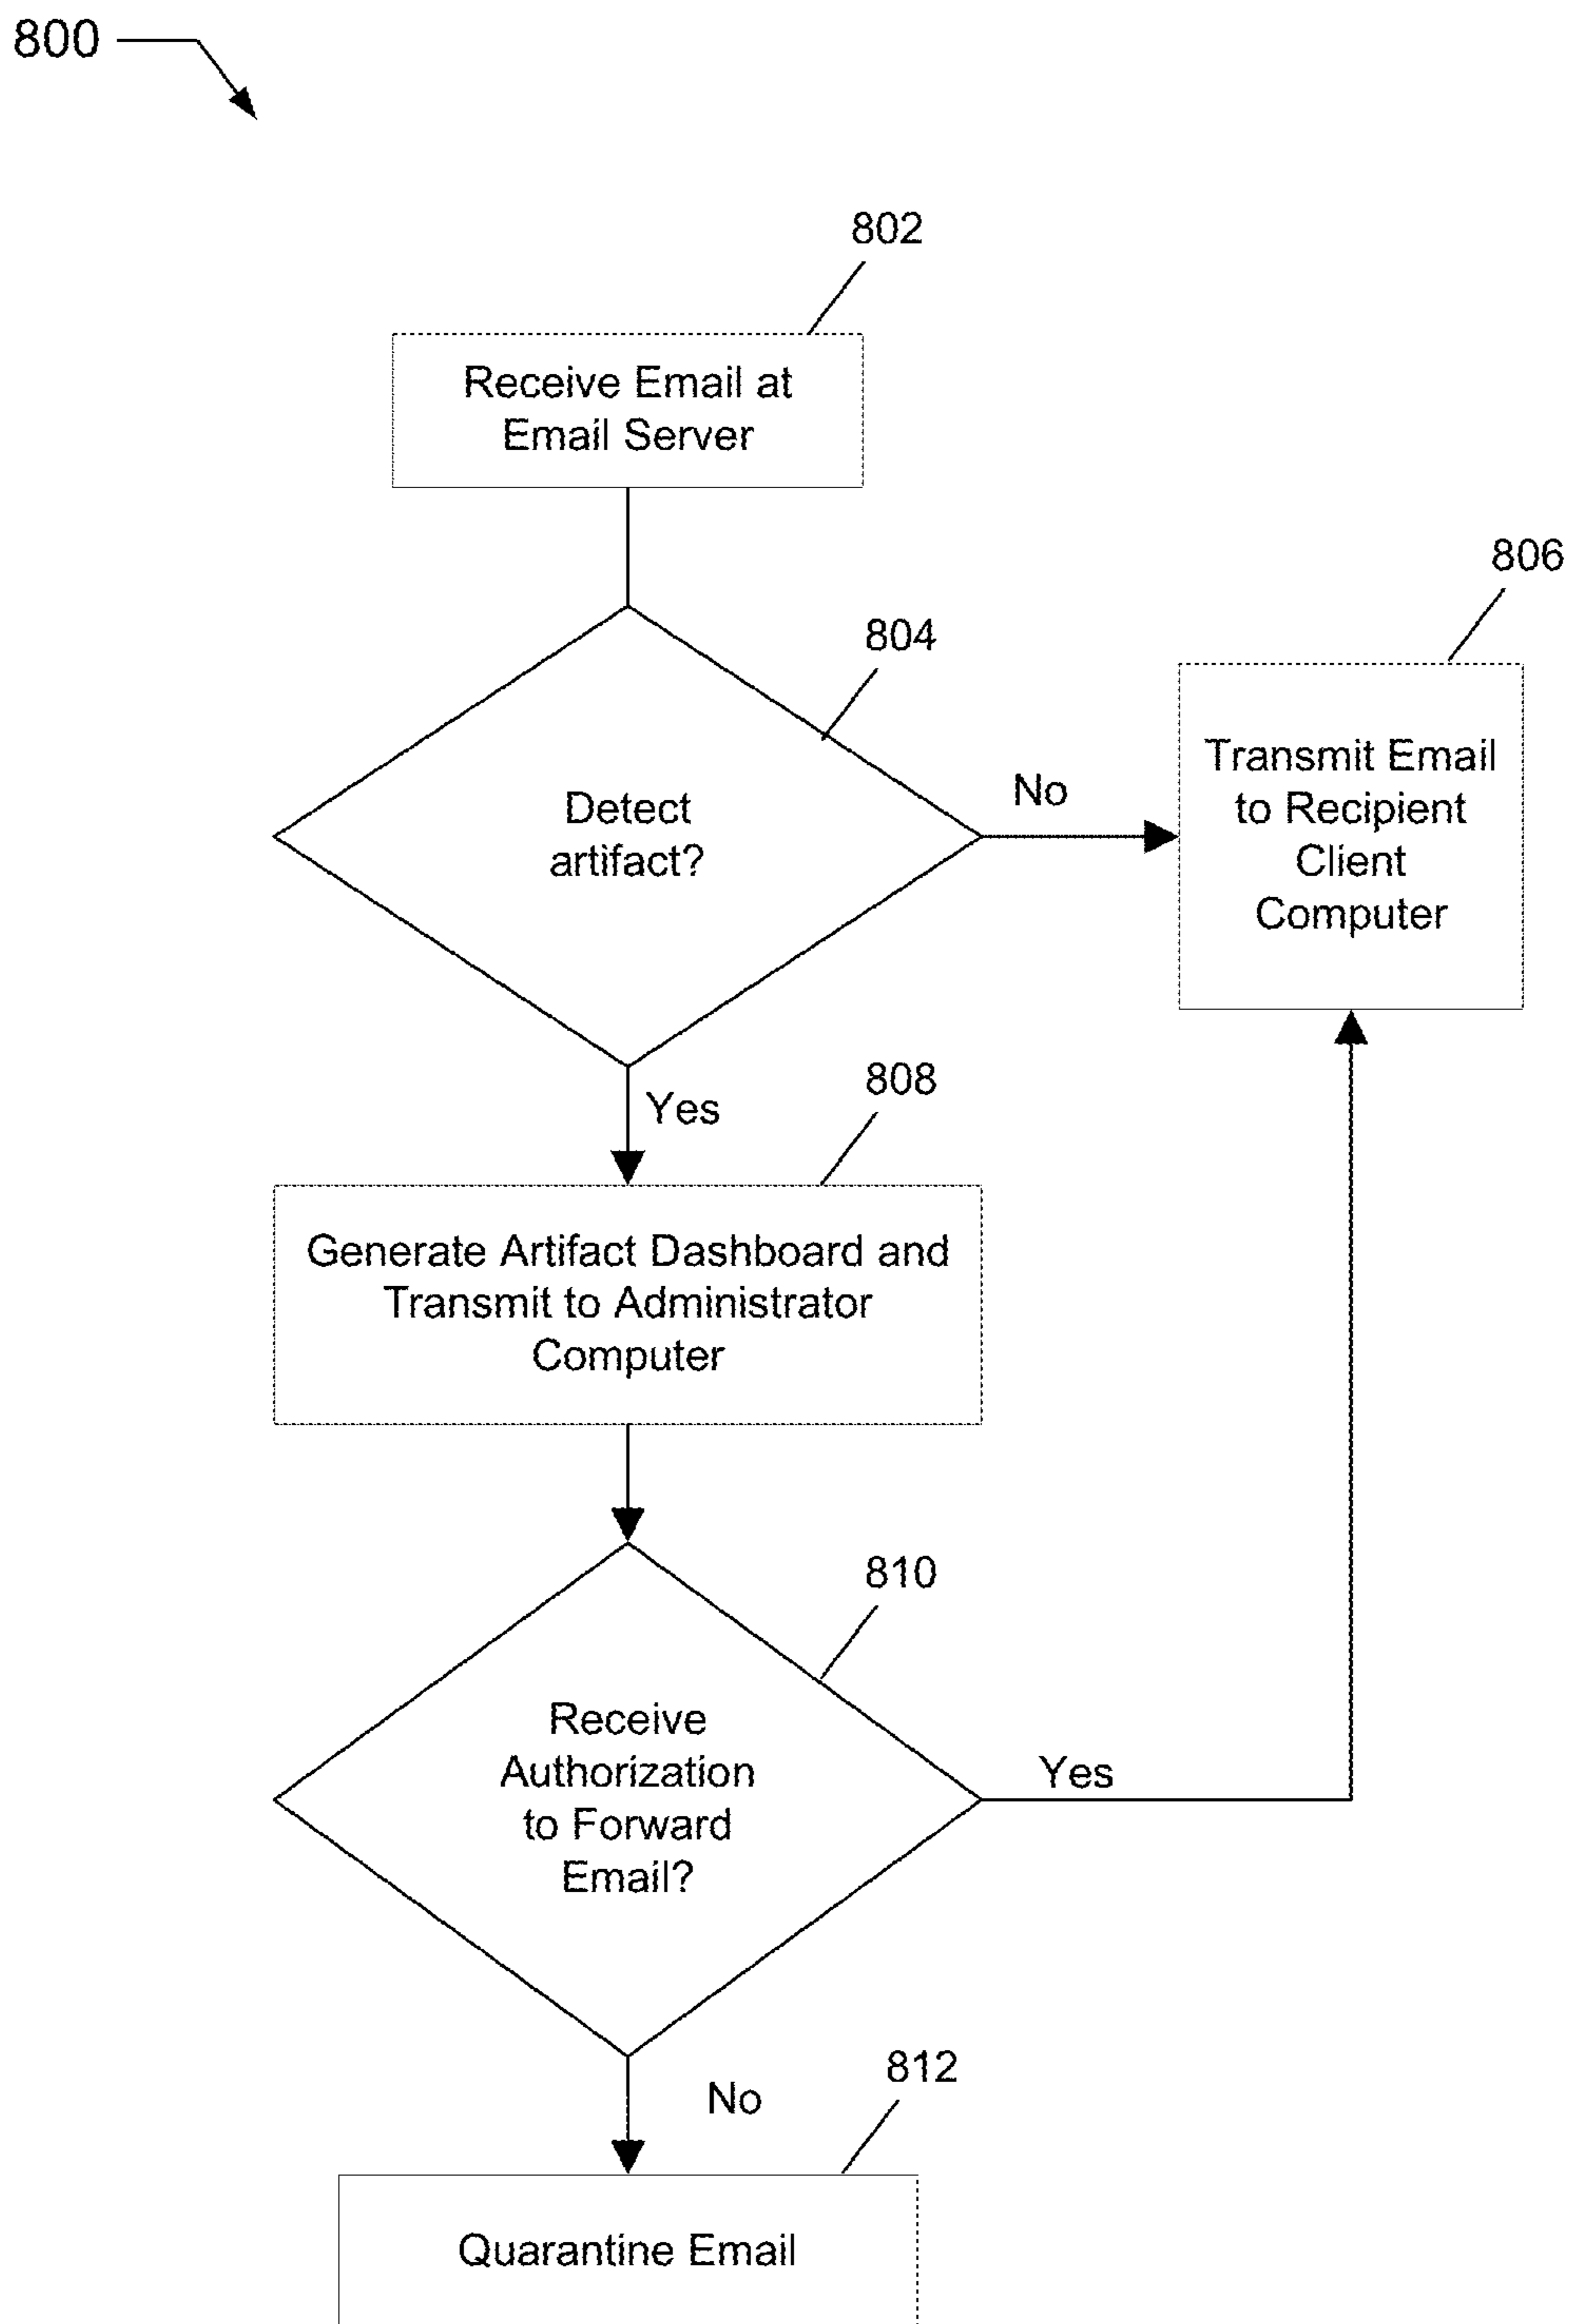 800
802
Receive Email at
Email Server
806
804
Transmit Email
to Recipient
Client
Computer
No
Detect
artifact?
808
Yes
Generate Artifact Dashboard and
Transmit to Administrator
Computer
810
Receive
Authorization
to Forward
Email?
Yes
812
No
Quarantine Email